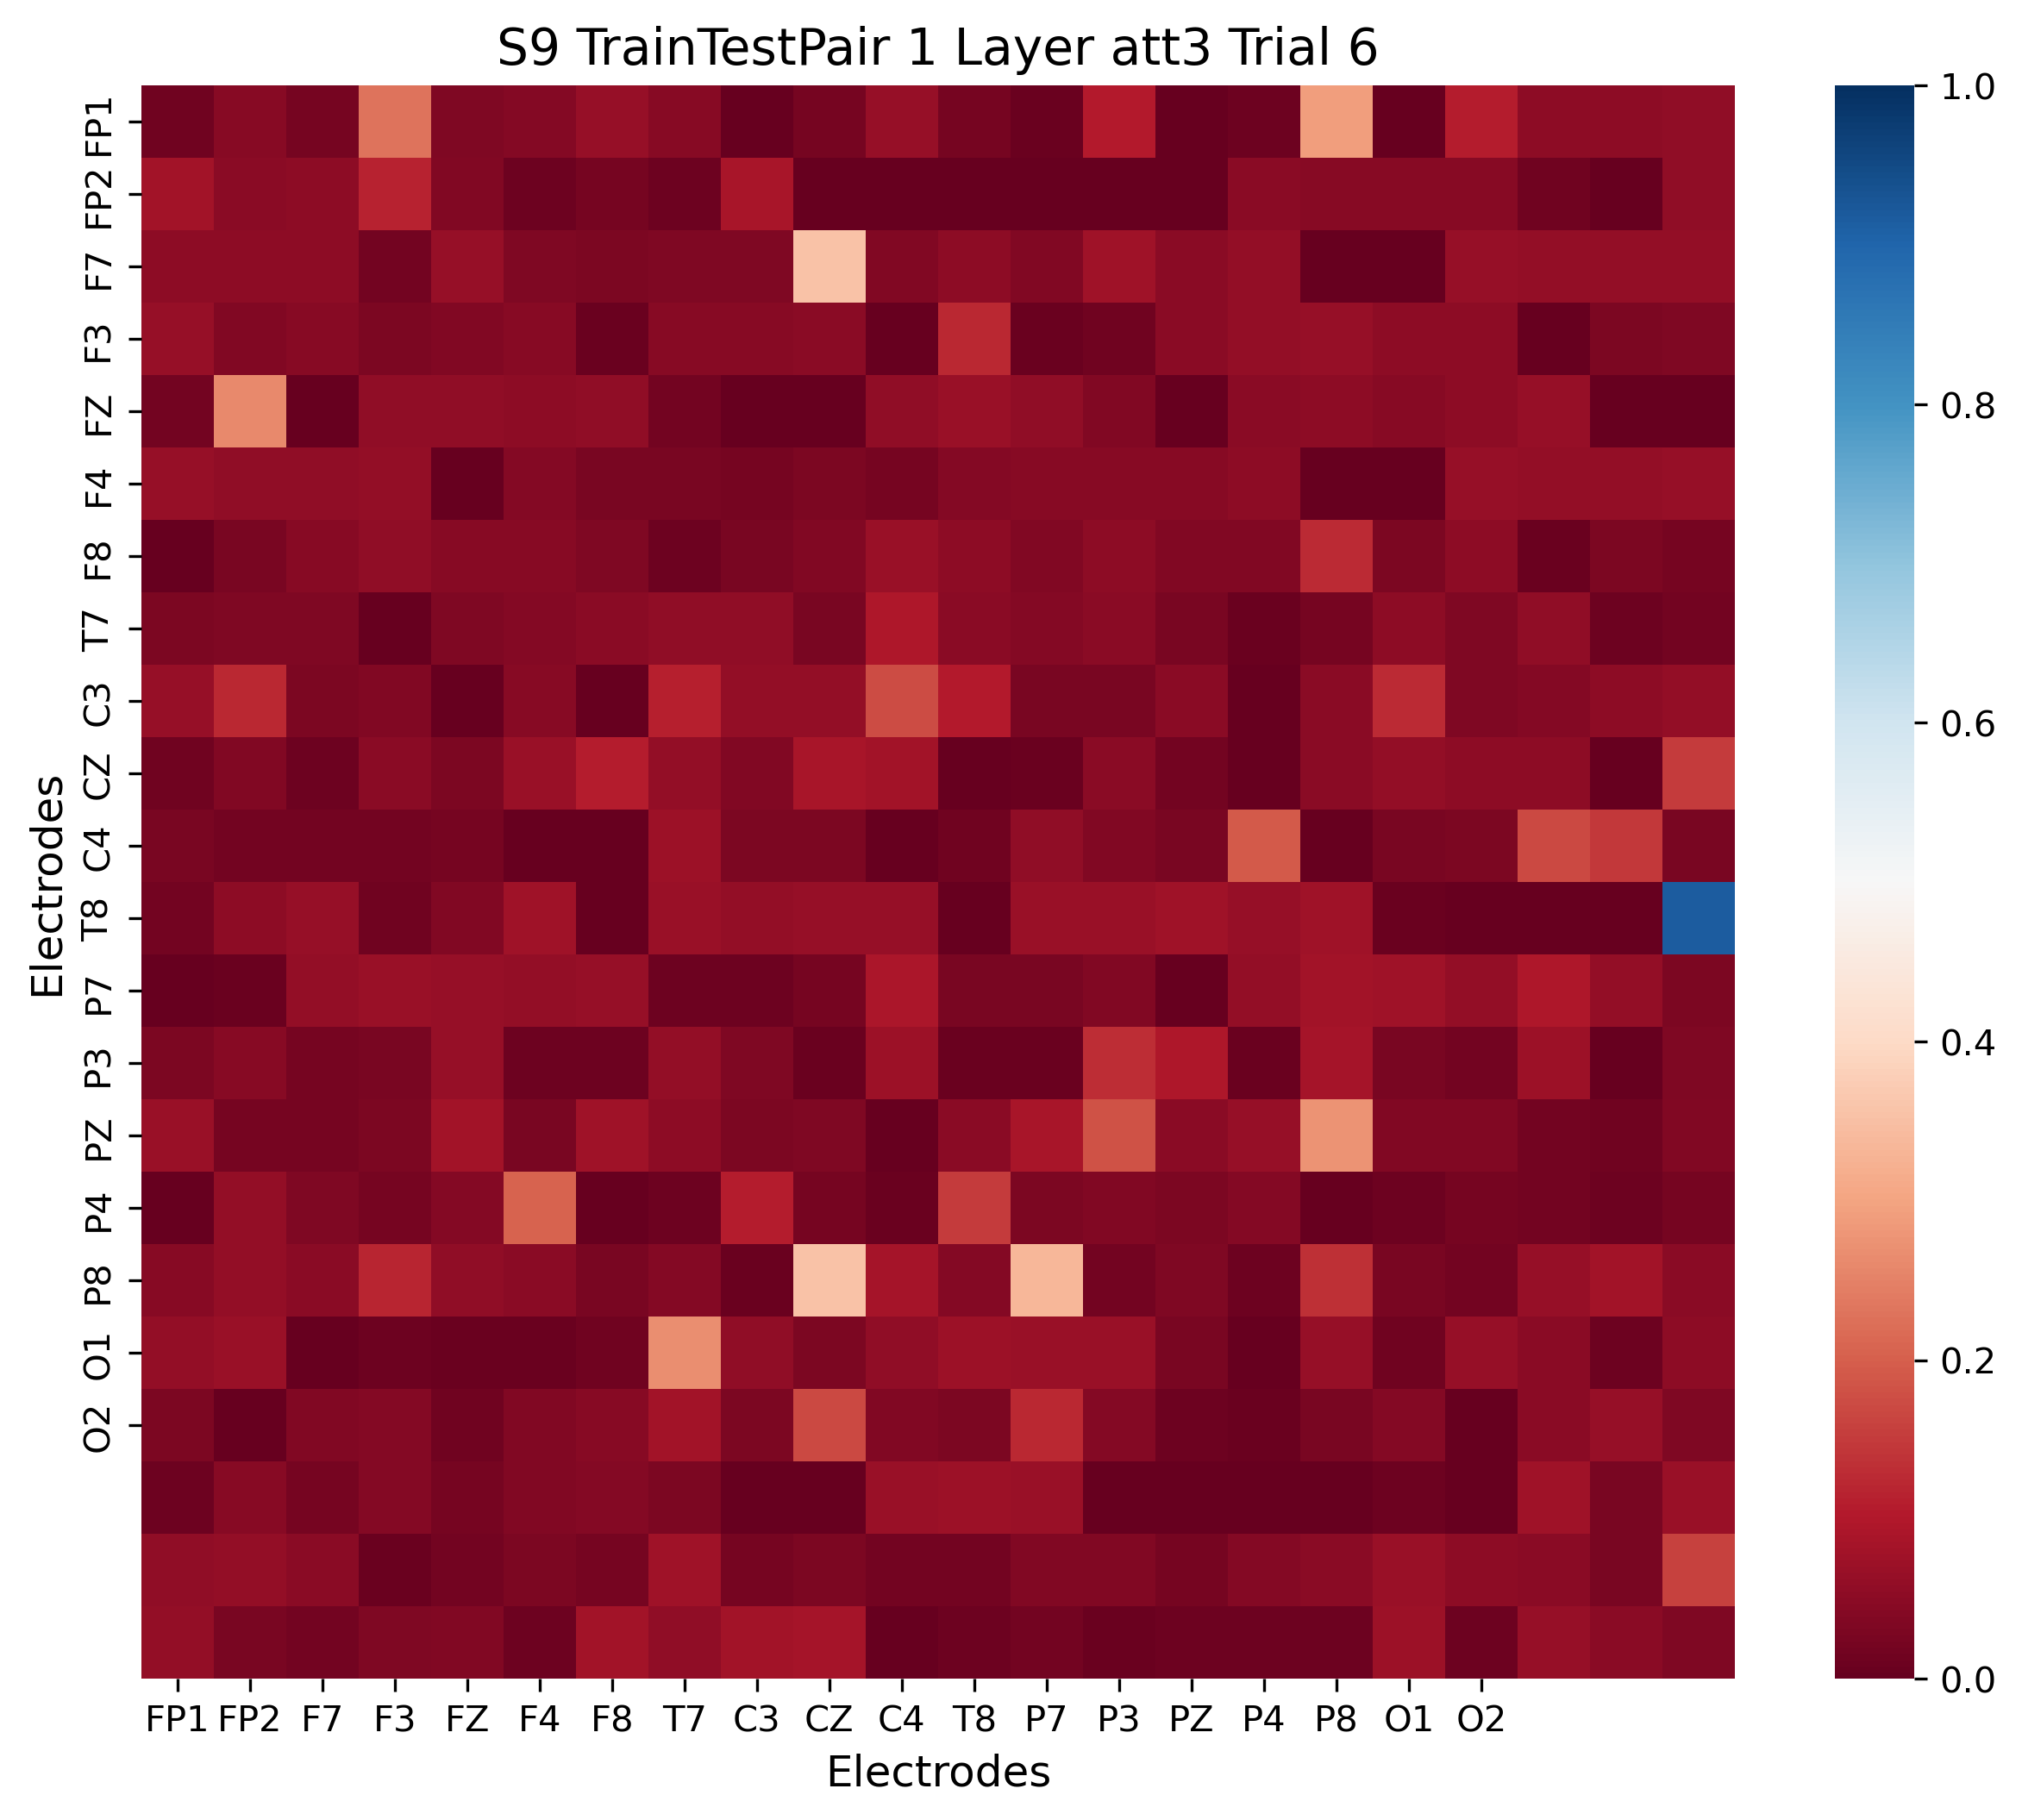 S9 TrainTestPair 1 Layer att3 Trial 6
Electrodes
FP1
FP2
F7
F3
FZ
F4
F8
T7
C3
CZ
C4
T8
P7
P3
PZ
P4
P8
O1
O2
FP1 FP2 F7 F3 FZ F4 F8 T7 C3 CZ C4 T8 P7 P3 PZ P4 P8 O1 O2
Electrodes
1.0
0.8
0.6
0.4
0.2
0.0